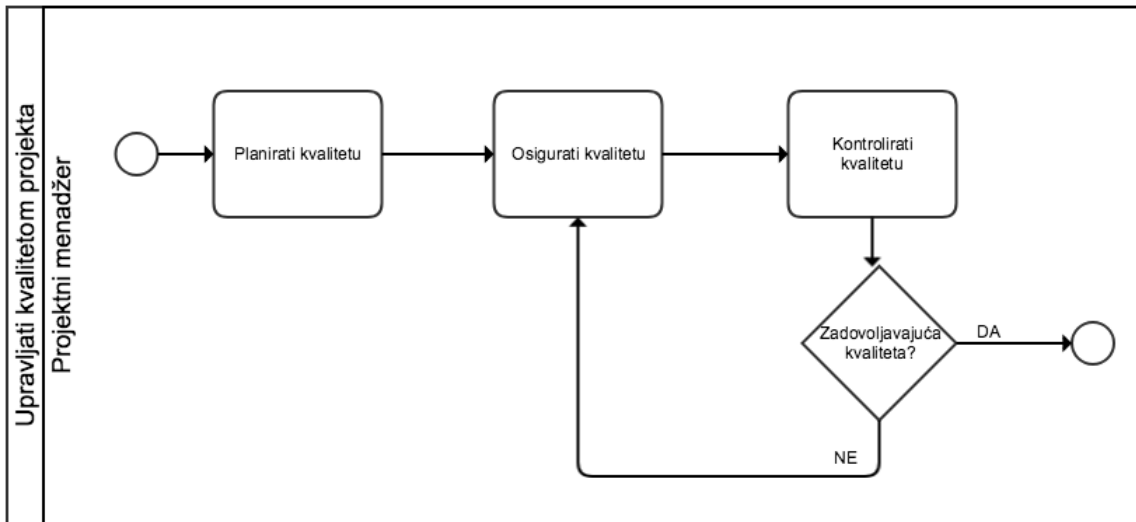 Upravljati kvalitetom projekta
Projektni menadžer
Planirati kvalitetu
Osigurati kvalitetu
Kontrolirati
kvalitetu
Zadovoljavajuća
kvaliteta?
DA
NE